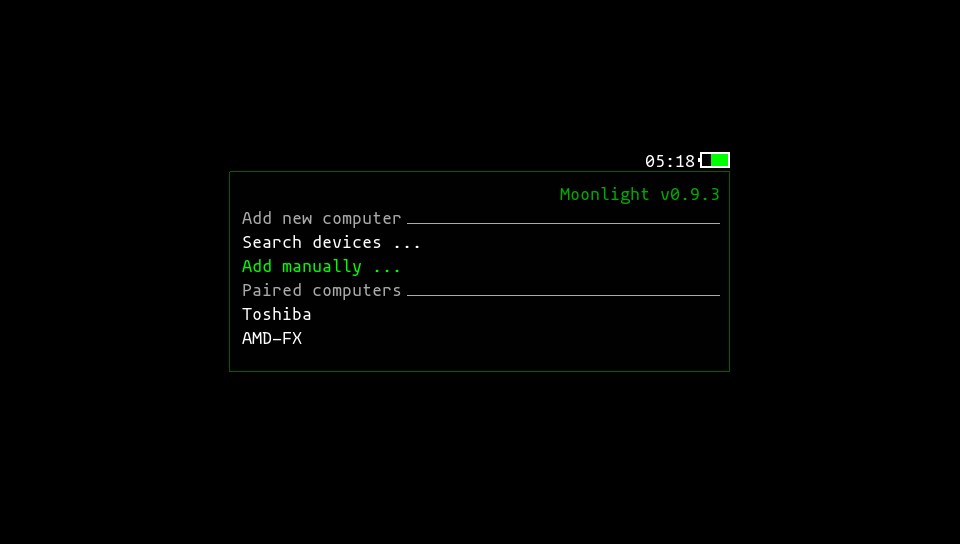 05:18
Moonlight v0.9.3
Add new computer
Search devices ...
Add manually ...
Paired computers
Toshiba
AMD-FX